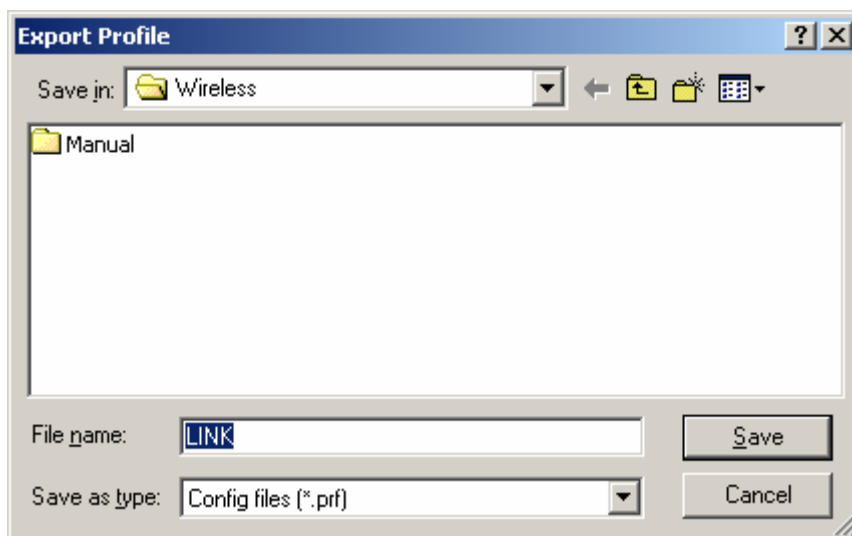 Export Profile
Save in: Wireless
Manual
File name: LINK Save
Save as type: Config files (*.prf) Cancel